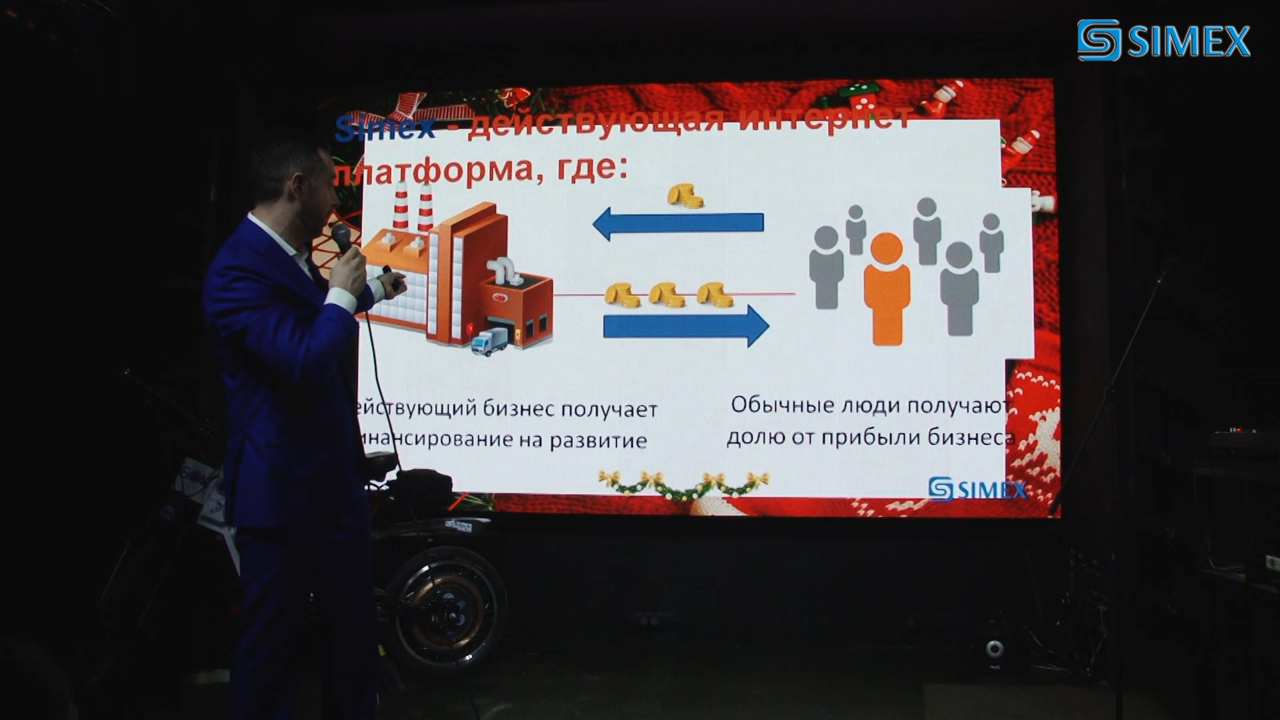 SIMEX
Simex - действующая интернет
платформа, где:
ействующий бизнес получает
инансирование на развитие
Обычные люди получают
долю от прибыли бизнеса
SIMEX